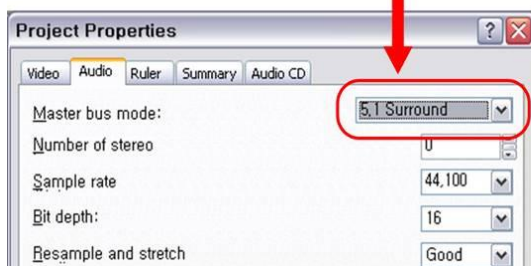 Project Properties
Video Audio Ruler Summary Audio CD
Master bus mode: 5,1 Surround
Number of stereo 0
Sample rate 44,100
Bit depth: 16
Resample and stretch Good